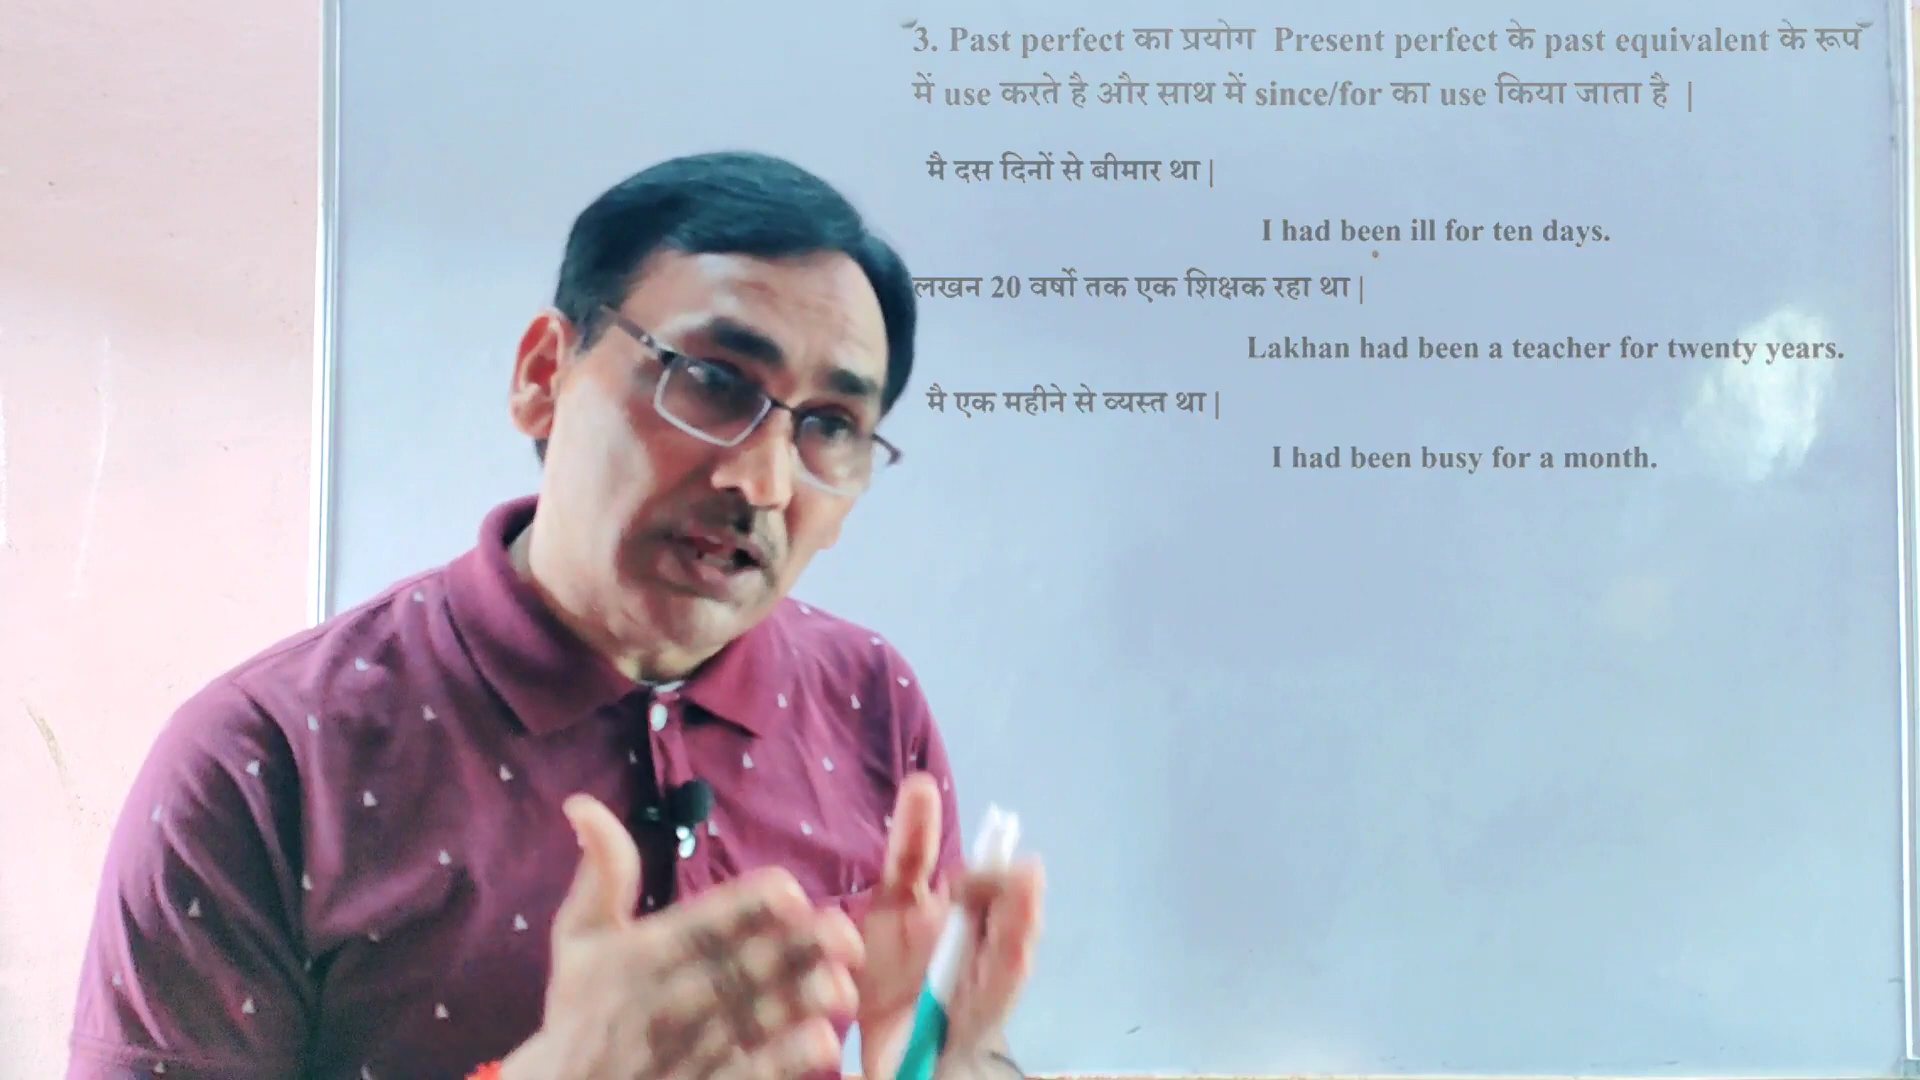 3. Past perfect का प्रयोग Present perfect के past equivalent के रूप
में use करते है और साथ में since/for का use किया जाता है |
मै दस दिनों से बीमार था |
I had been ill for ten days.
लखन 20 वर्षो तक एक शिक्षक रहा था |
Lakhan had been a teacher for twenty years.
मै एक महीने से व्यस्त था |
I had been busy for a month.